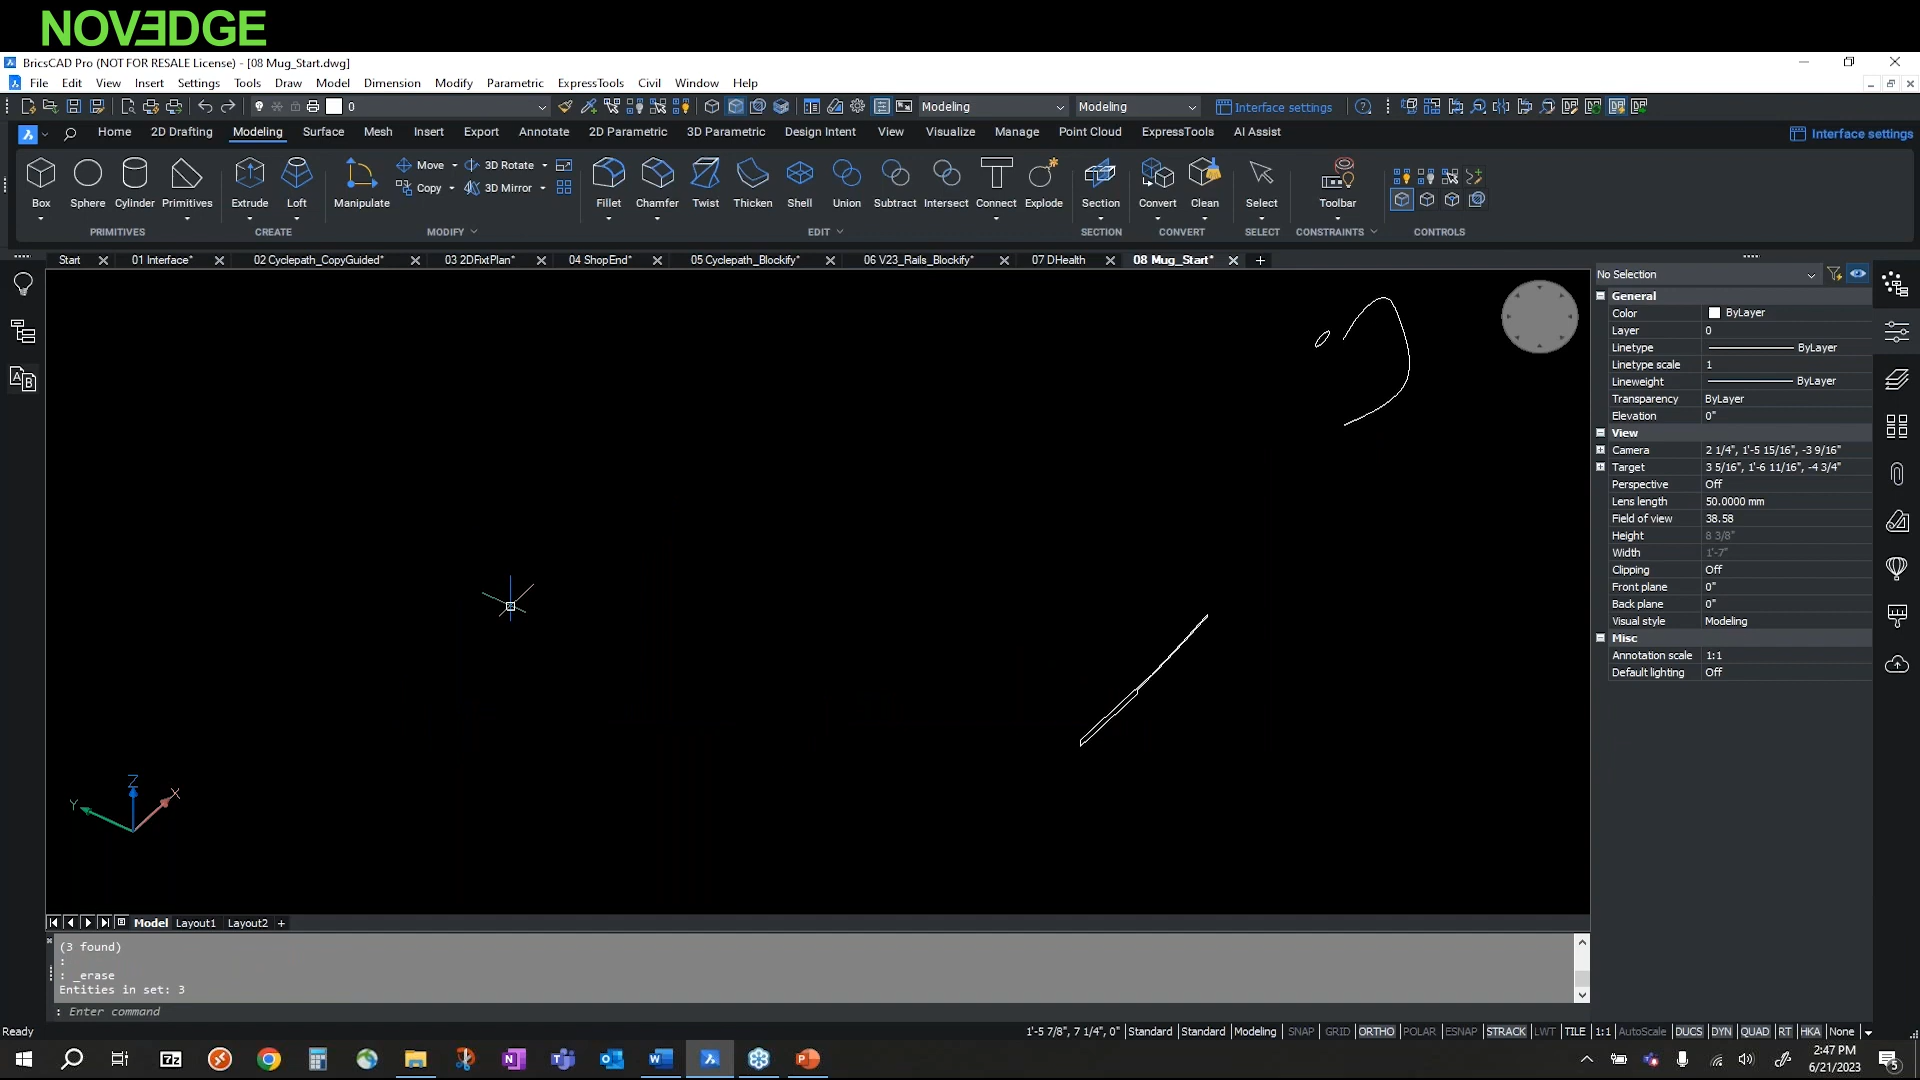 NOVEDGE
BricsCAD Pro (NOT FOR RESALE License) - [08 Mug_Start.dwg]
File Edit View Insert Settings Tools Draw Model Dimension Modify Parametric ExpressTools Civil Window Help
0 Modeling Modeling Interface settings
Home 2D Drafting Modeling Surface Mesh Insert Export Annotate 2D Parametric 3D Parametric Design Intent View Visualize Manage Point Cloud ExpressTools AI Assist Interface settings
Move 3D Rotate
Copy 3D Mirror
Box Sphere Cylinder Primitives Extrude Loft Manipulate Fillet Chamfer Twist Thicken Shell Union Subtract Intersect Connect Explode Section Convert Clean Select Toolbar
PRIMITIVES CREATE MODIFY EDIT SECTION CONVERT SELECT CONSTRAINTS CONTROLS
Start 01 Interface* 02 Cyclepath_CopyGuided* 03 2DFixtPlan* 04 ShopEnd* 05 Cyclepath_Blockify* 06 V23_Rails_Blockify* 07 DHealth 08 Mug_Start* +
No Selection
General
Color ByLayer
Layer 0
Linetype ByLayer
Linetype scale 1
Lineweight ByLayer
Transparency ByLayer
Elevation 0"
View
Camera 2 1/4", 1'-5 15/16", -3 9/16"
Target 3 5/16", 1'-6 11/16", -4 3/4"
Perspective Off
Lens length 50.0000 mm
Field of view 38.58
Height 8 3/8"
Width 1'-7"
Clipping Off
Front plane 0"
Back plane 0"
Visual style Modeling
Misc
Annotation scale 1:1
Default lighting Off
Z
Y X
Model Layout1 Layout2 +
(3 found)
:
: _erase
Entities in set: 3
: Enter command
Ready 1'-5 7/8", 7 1/4", 0" Standard Standard Modeling SNAP GRID ORTHO POLAR ESNAP STRACK LWT TILE 1:1 AutoScale DUCS DYN QUAD RT HKA None
2:47 PM
6/21/2023
5